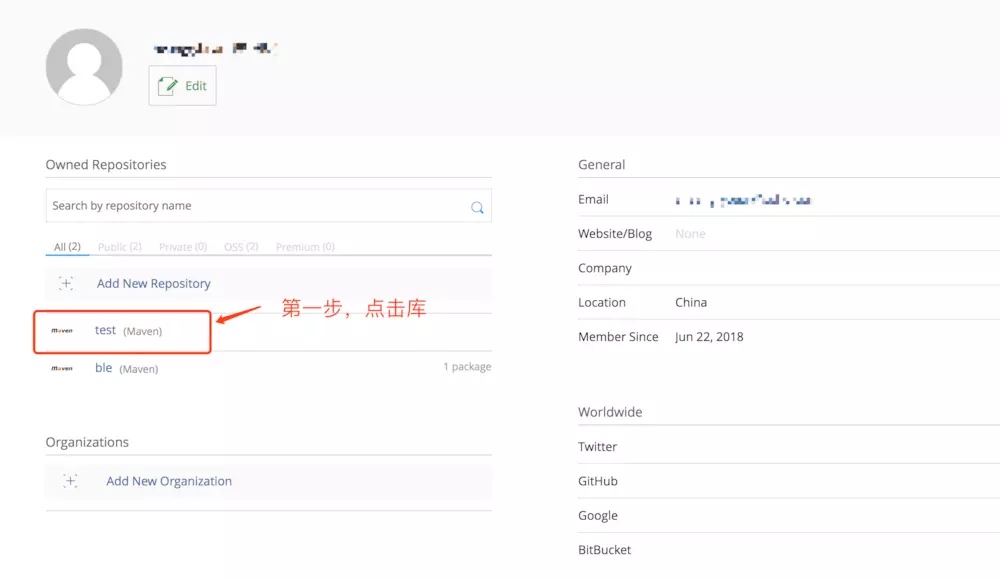 Edit
Owned Repositories
Search by repository name
All (2) Public (2) Private (0) OSS (2) Premium (0)
Add New Repository
第一步，点击库
maven test (Maven)
maven ble (Maven) 1 package
Organizations
Add New Organization
General
Email
Website/Blog None
Company
Location China
Member Since Jun 22, 2018
Worldwide
Twitter
GitHub
Google
BitBucket